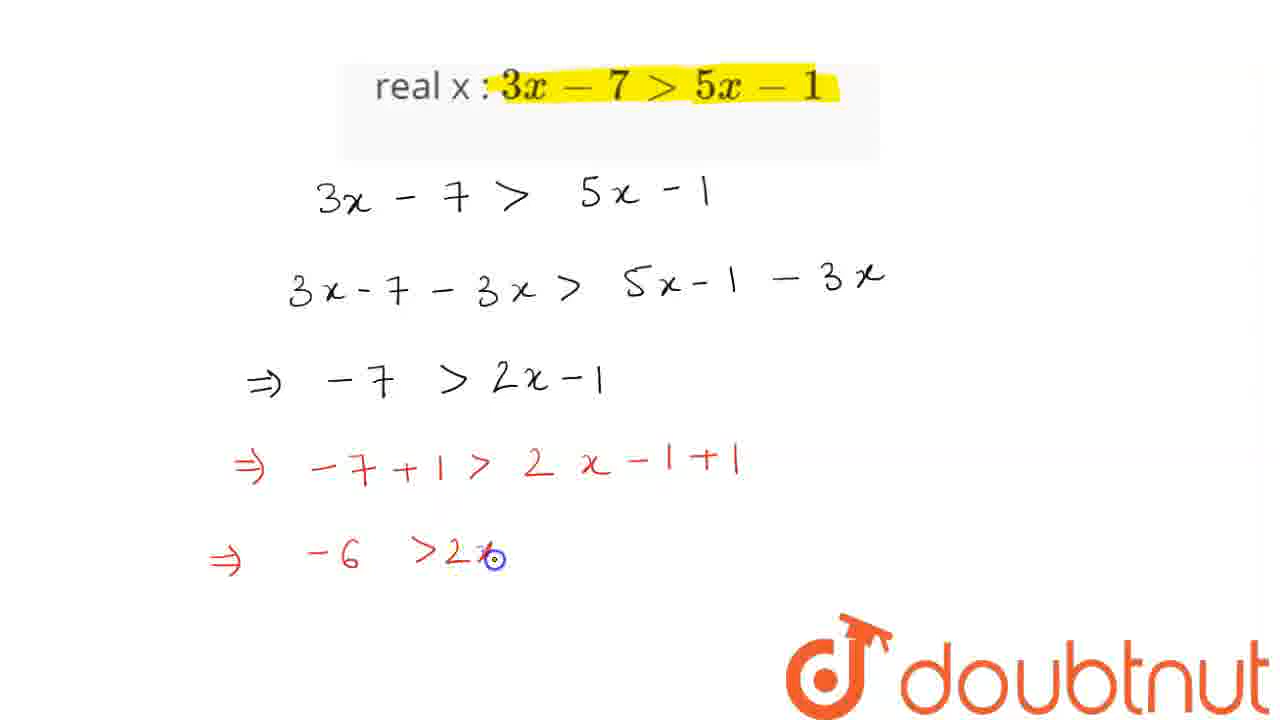 real x : 3x − 7 > 5x − 1
3x - 7 > 5x - 1
3x - 7 - 3x > 5x - 1 - 3x
⇒ -7 > 2x - 1
⇒ -7 + 1 > 2x - 1 + 1
⇒ -6 > 2x
doubtnut